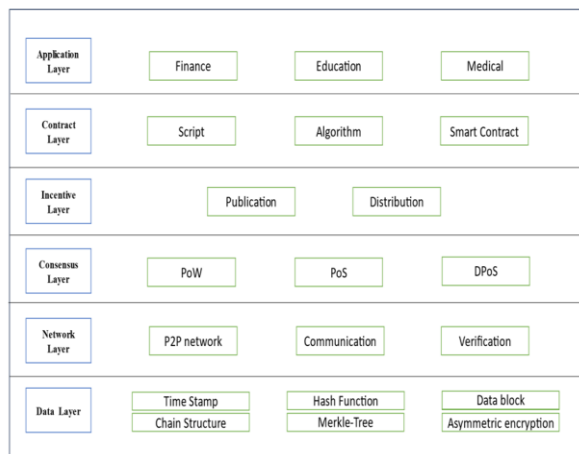 Application
Layer
Finance
Education
Medical
Contract
Layer
Script
Algorithm
Smart Contract
Incentive
Layer
Publication
Distribution
Consensus
Layer
PoW
PoS
DPoS
Network
Layer
P2P network
Communication
Verification
Data Layer
Time Stamp
Hash Function
Data block
Chain Structure
Merkle-Tree
Asymmetric encryption